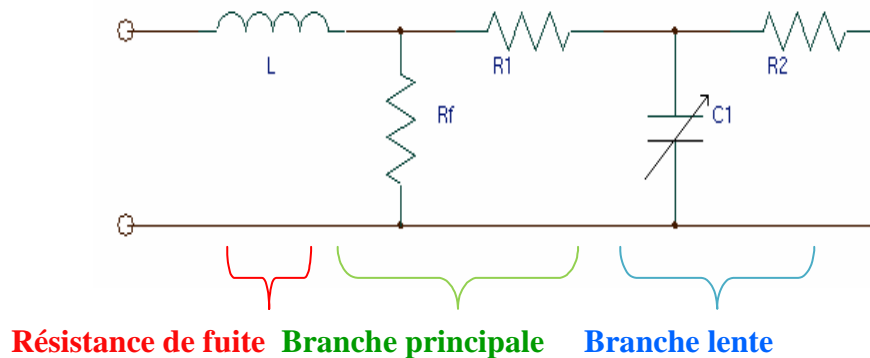 L
R1
R2
Rf
C1
Résistance de fuite Branche principale Branche lente